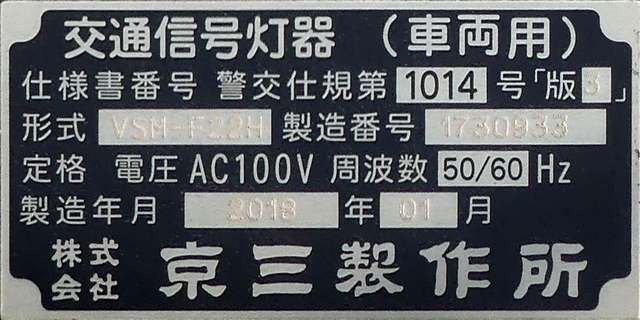 交通信号灯器 （車両用）
仕様書番号 警交仕規第 1014 号「版3」
形式 VSM-F22H 製造番号 1730933
定格 電圧 AC100V 周波数 50/60 Hz
製造年月 2018 年 01 月
株式会社 京三製作所